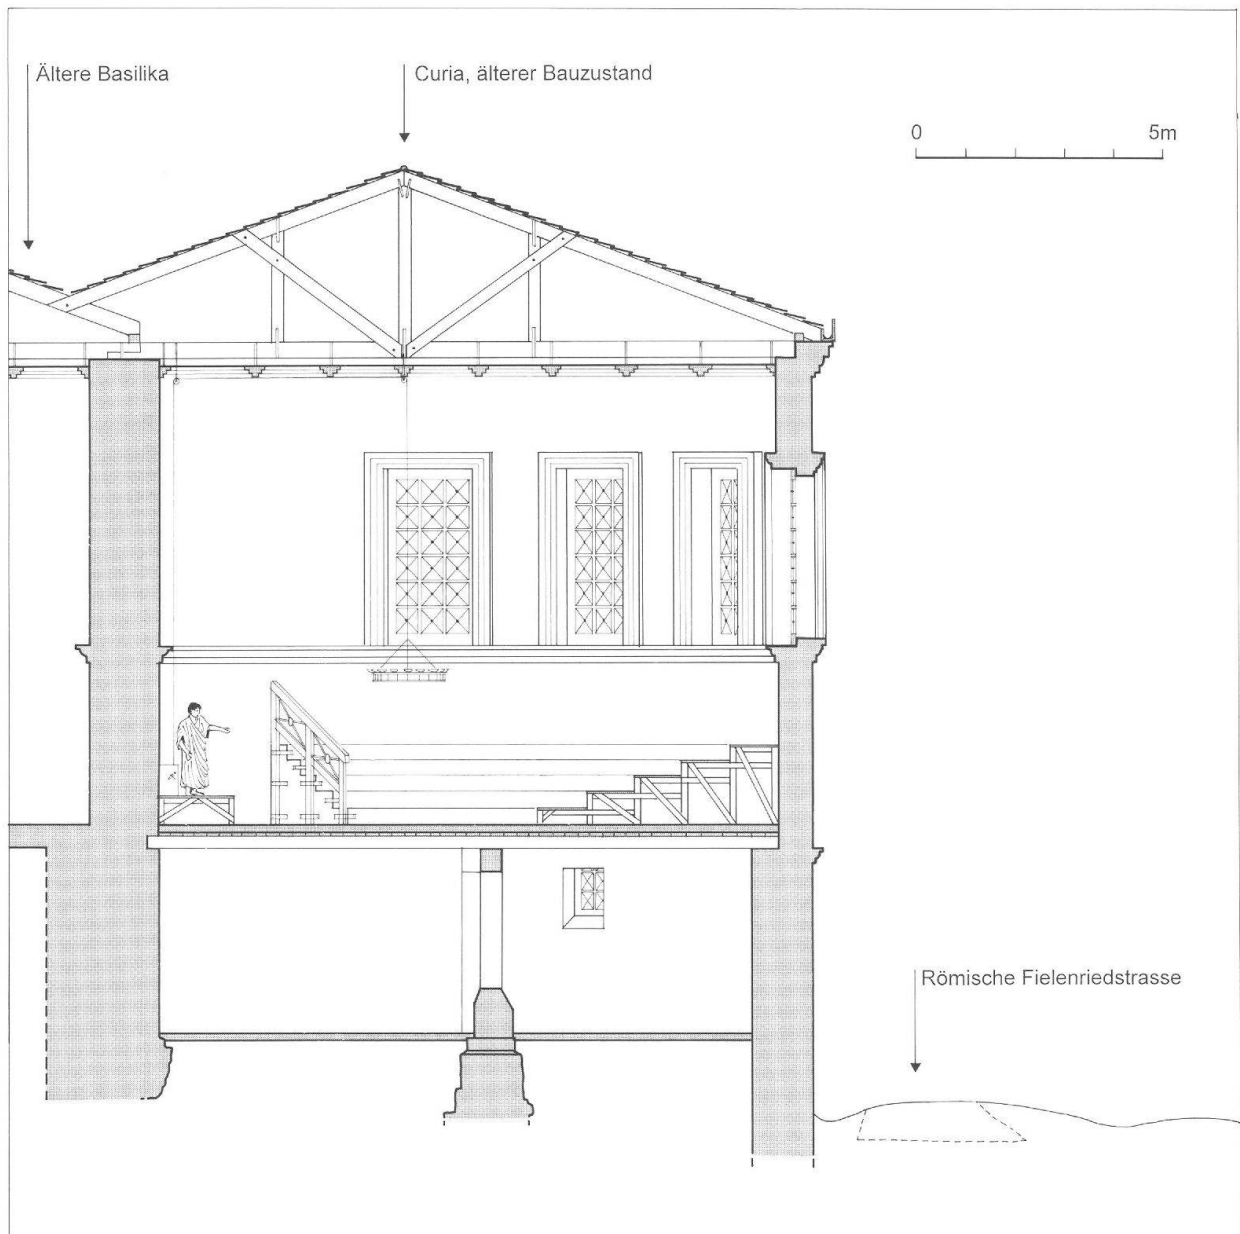 Ältere Basilika
Curia, älterer Bauzustand
0 5m
Römische Fielenriedstrasse